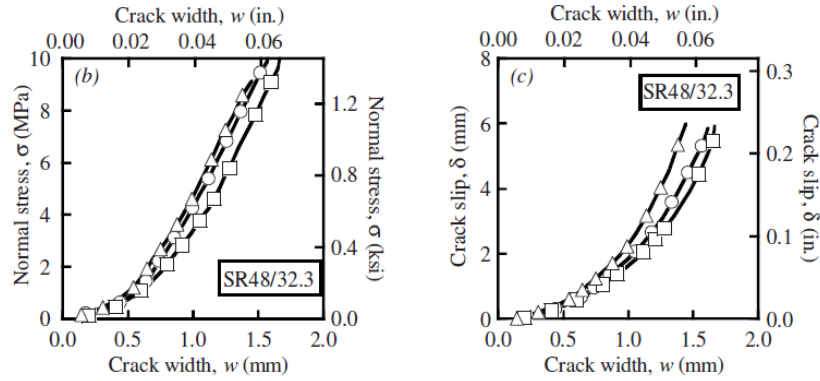 Crack width, w (in.)
0.00 0.02 0.04 0.06
(b)
10
8
6
4
2
0
Normal stress, σ (MPa)
1.2
0.8
0.4
0.0
Normal stress, σ (ksi)
SR48/32.3
0.0 0.5 1.0 1.5 2.0
Crack width, w (mm)
Crack width, w (in.)
0.00 0.02 0.04 0.06
(c)
SR48/32.3
8
6
4
2
0
Crack slip, δ (mm)
0.3
0.2
0.1
0.0
Crack slip, δ (in.)
0.0 0.5 1.0 1.5 2.0
Crack width, w (mm)